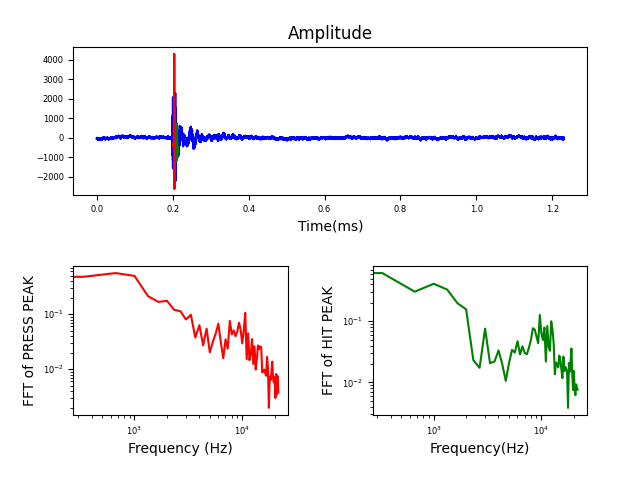 Amplitude
4000
3000
2000
1000
0
−1000
−2000
0.0 0.2 0.4 0.6 0.8 1.0 1.2
Time(ms)
FFT of PRESS PEAK
10⁻¹
10⁻²
10³ 10⁴
Frequency (Hz)
FFT of HIT PEAK
10⁻¹
10⁻²
10³ 10⁴
Frequency(Hz)